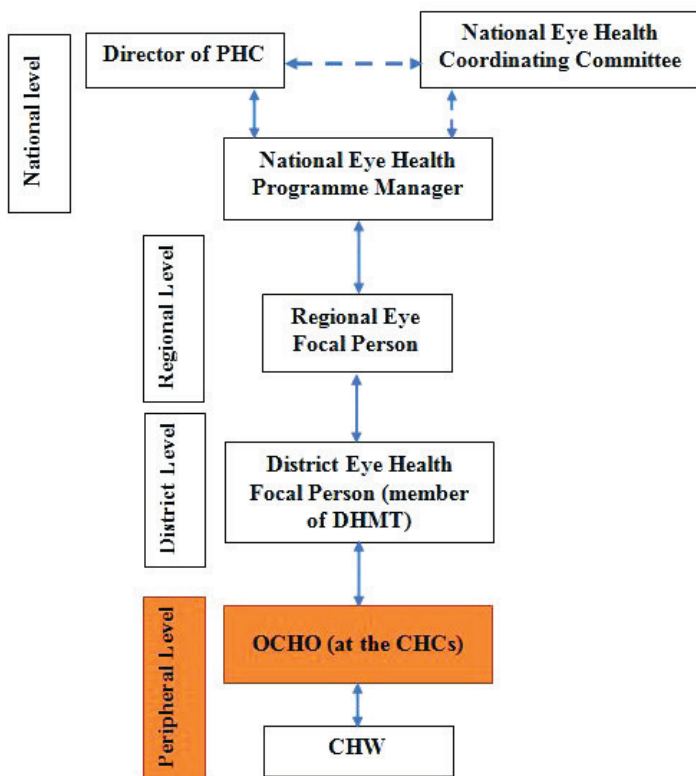 National level
Director of PHC
National Eye Health
Coordinating Committee
National Eye Health
Programme Manager
Regional Level
Regional Eye
Focal Person
District Level
District Eye Health
Focal Person (member
of DHMT)
Peripheral Level
OCHO (at the CHCs)
CHW